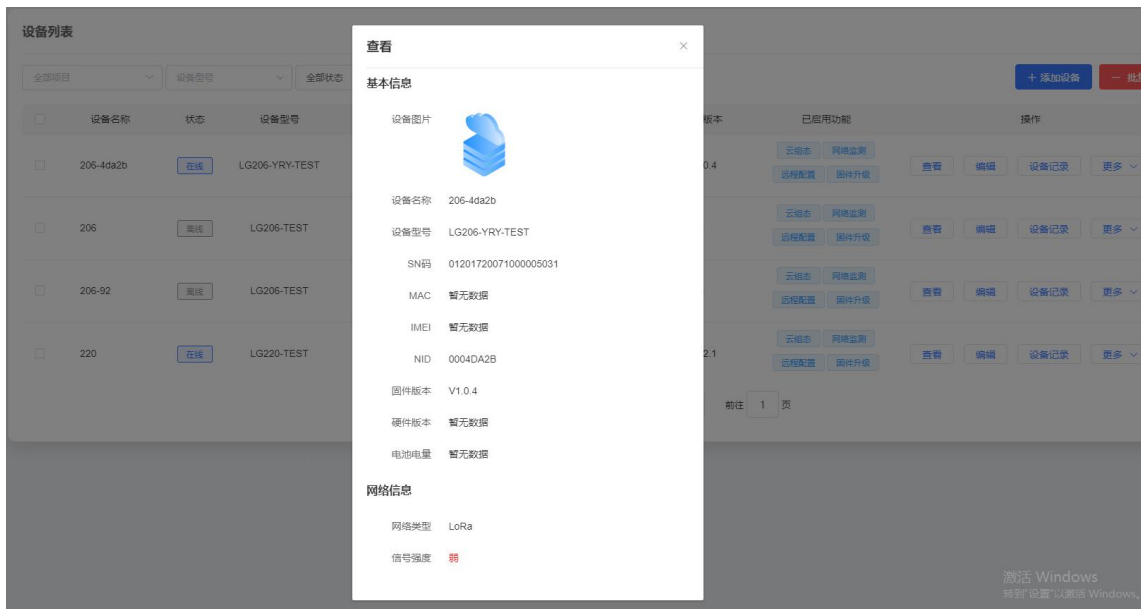 设备列表
查看
×
全部项目 设备型号 全部状态
+ 添加设备
基本信息
设备名称 状态 设备型号
版本 已启用功能 操作
设备图片
206-4da2b 在线 LG206-YRY-TEST
0.4 云组态 网络监测 远程配置 固件升级 查看 编辑 设备记录 更多
设备名称 206-4da2b
206 离线 LG206-TEST
云组态 网络监测 远程配置 固件升级 查看 编辑 设备记录 更多
设备型号 LG206-YRY-TEST
SN码 01201720071000005031
206-92 离线 LG206-TEST
云组态 网络监测 远程配置 固件升级 查看 编辑 设备记录 更多
MAC 暂无数据
IMEI 暂无数据
220 在线 LG220-TEST
2.1 云组态 网络监测 远程配置 固件升级 查看 编辑 设备记录 更多
NID 0004DA2B
固件版本 V1.0.4
前往 1 页
硬件版本 暂无数据
电池电量 暂无数据
网络信息
网络类型 LoRa
信号强度 弱
激活 Windows
转到"设置"以激活 Windows。